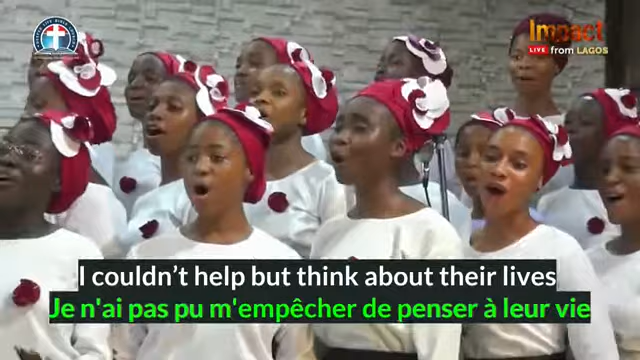 Impact
LIVE from LAGOS
I couldn’t help but think about their lives
Je n'ai pas pu m'empêcher de penser à leur vie